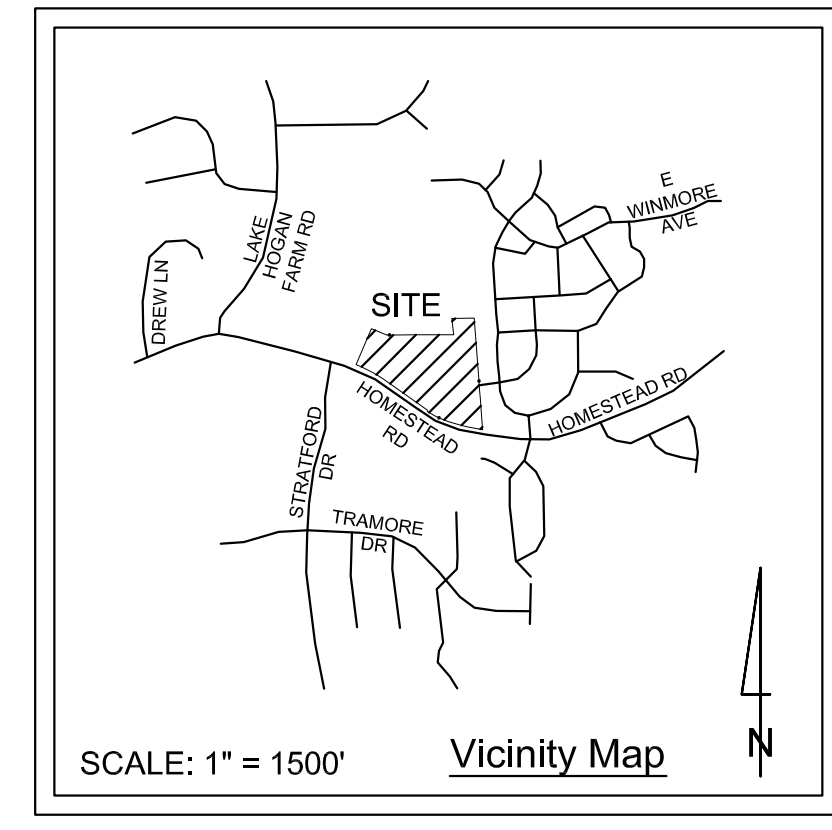 E
WINMORE
AVE
LAKE
HOGAN
FARM RD
DREW LN
SITE
HOMESTEAD
RD
HOMESTEAD RD
STRATFORD
DR
TRAMORE
DR
N
SCALE: 1" = 1500'
Vicinity Map